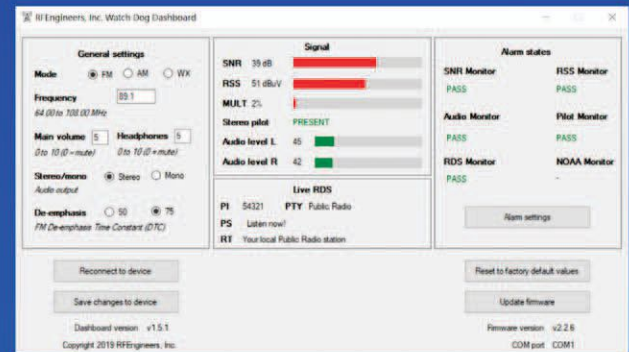 RFEngineers, Inc. Watch Dog Dashboard
General settings
Mode FM AM WX
Frequency 89.1
64.00 to 108.00 MHz
Main volume 5 Headphones 5
0 to 10 (0 = mute) 0 to 10 (0 = mute)
Stereo/mono Stereo Mono
Audio output
De-emphasis 50 75
FM De-emphasis Time Constant (DTC)
Signal
SNR 39 dB
RSS 51 dBuV
MULT 2%
Stereo pilot PRESENT
Audio level L 45
Audio level R 42
Live RDS
PI 54321 PTY Public Radio
PS Listen now!
RT Your local Public Radio station
Alarm states
SNR Monitor RSS Monitor
PASS PASS
Audio Monitor Pilot Monitor
PASS PASS
RDS Monitor NOAA Monitor
PASS -
Alarm settings
Reconnect to device
Save changes to device
Dashboard version v1.5.1
Copyright 2019 RFEngineers, Inc.
Reset to factory default values
Update firmware
Firmware version v2.2.6
COM port COM1